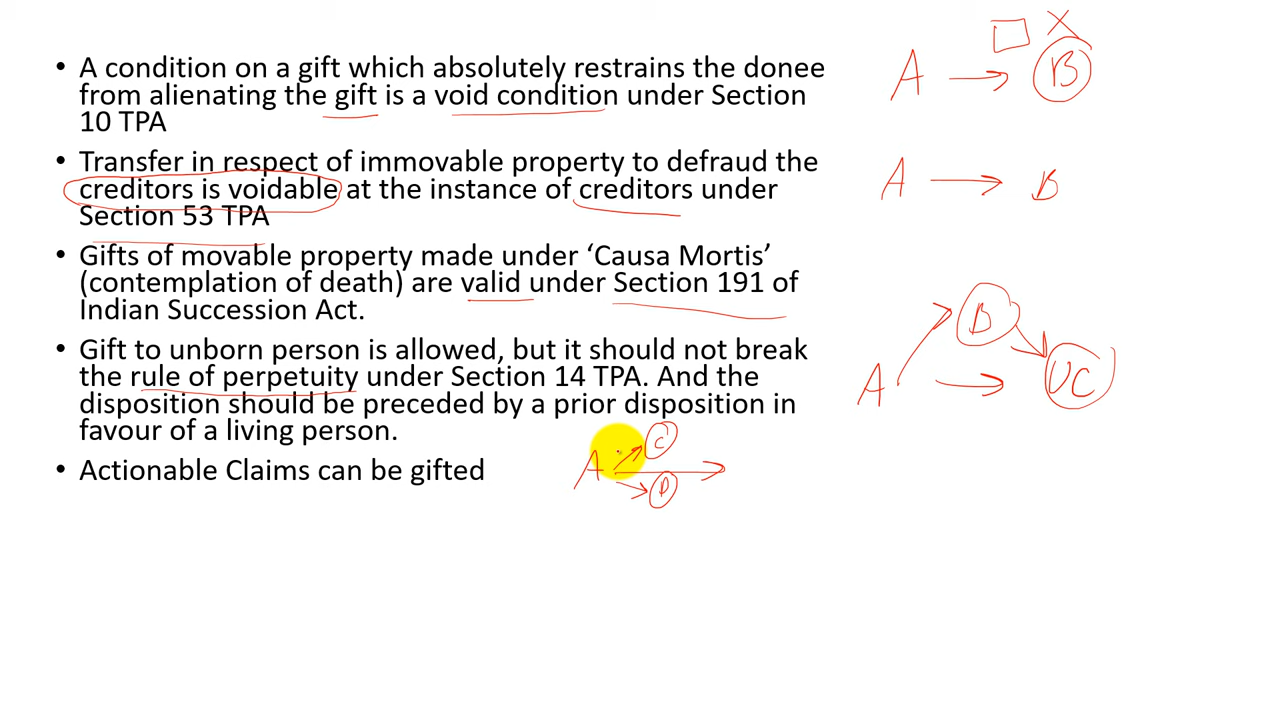 • A condition on a gift which absolutely restrains the donee
from alienating the gift is a void condition under Section
10 TPA
• Transfer in respect of immovable property to defraud the
creditors is voidable at the instance of creditors under
Section 53 TPA
• Gifts of movable property made under ‘Causa Mortis’
(contemplation of death) are valid under Section 191 of
Indian Succession Act.
• Gift to unborn person is allowed, but it should not break
the rule of perpetuity under Section 14 TPA. And the
disposition should be preceded by a prior disposition in
favour of a living person.
• Actionable Claims can be gifted
A C
D
A B
A B
B
A UC